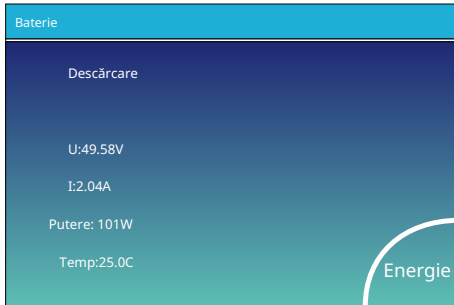 Baterie
Descărcare
U:49.58V
I:2.04A
Putere: 101W
Temp:25.0C
Energie